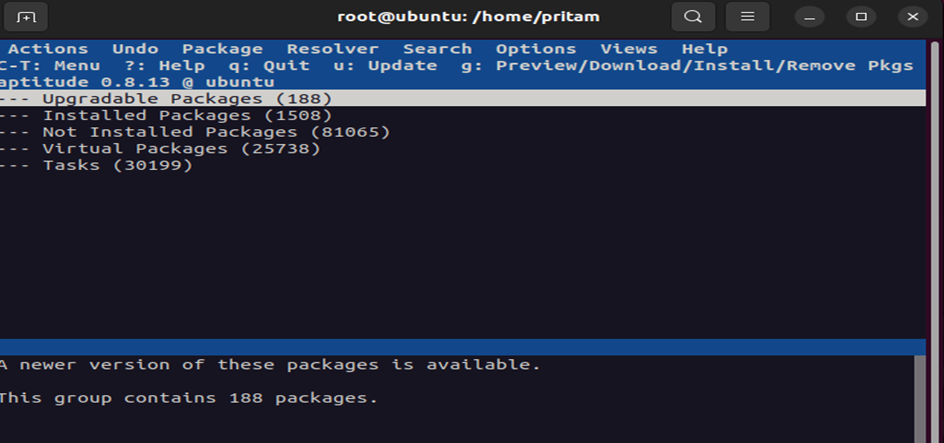 root@ubuntu: /home/pritam
Actions Undo Package Resolver Search Options Views Help
C-T: Menu ?: Help q: Quit u: Update g: Preview/Download/Install/Remove Pkgs
aptitude 0.8.13 @ ubuntu
--- Upgradable Packages (188)
--- Installed Packages (1508)
--- Not Installed Packages (81065)
--- Virtual Packages (25738)
--- Tasks (30199)
A newer version of these packages is available.
This group contains 188 packages.